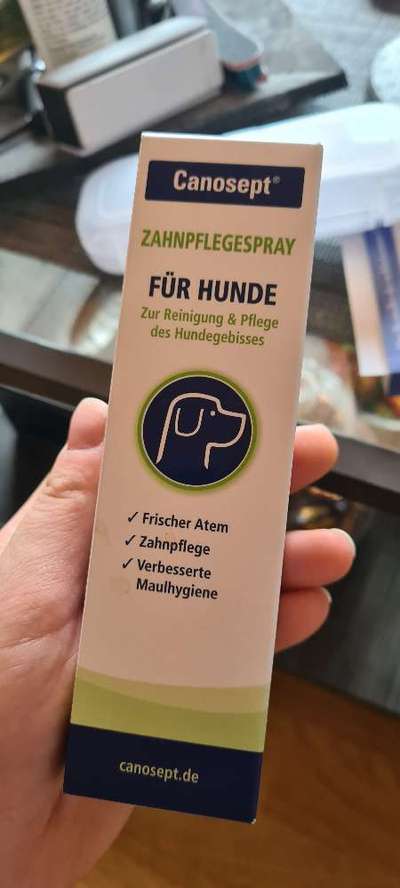 Canosept®
ZAHNPFLEGESPRAY
FÜR HUNDE
Zur Reinigung & Pflege
des Hundegebisses
✓ Frischer Atem
✓ Zahnpflege
✓ Verbesserte
Maulhygiene
canosept.de